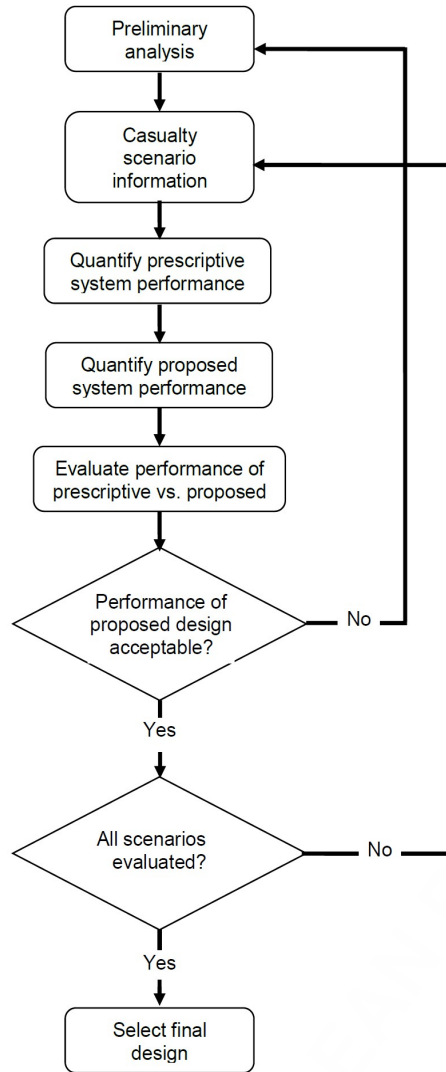 Preliminary
analysis
Casualty
scenario
information
Quantify prescriptive
system performance
Quantify proposed
system performance
Evaluate performance of
prescriptive vs. proposed
Performance of
proposed design
acceptable?
No
Yes
All scenarios
evaluated?
No
Yes
Select final
design